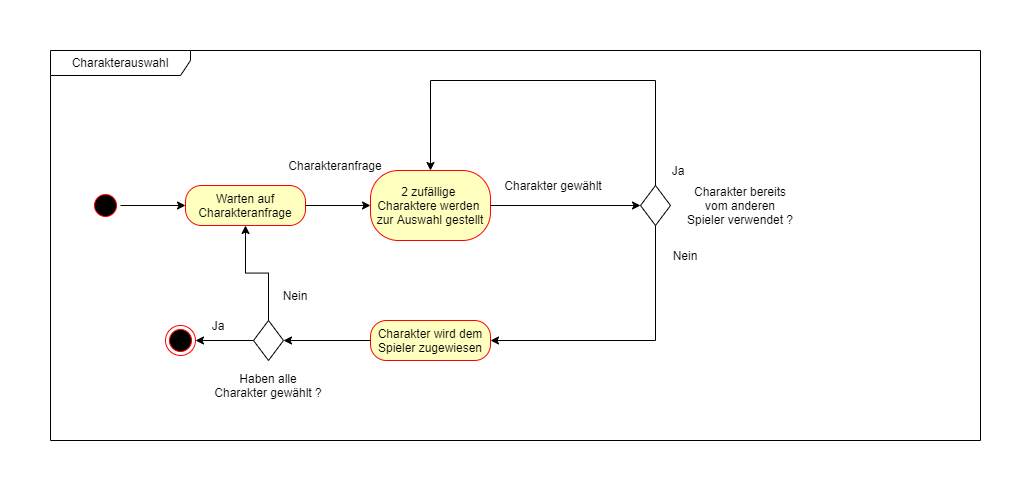 Charakterauswahl
Charakteranfrage
Warten auf
Charakteranfrage
2 zufällige
Charaktere werden
zur Auswahl gestellt
Charakter gewählt
Ja
Charakter bereits
vom anderen
Spieler verwendet ?
Nein
Nein
Ja
Charakter wird dem
Spieler zugewiesen
Haben alle
Charakter gewählt ?